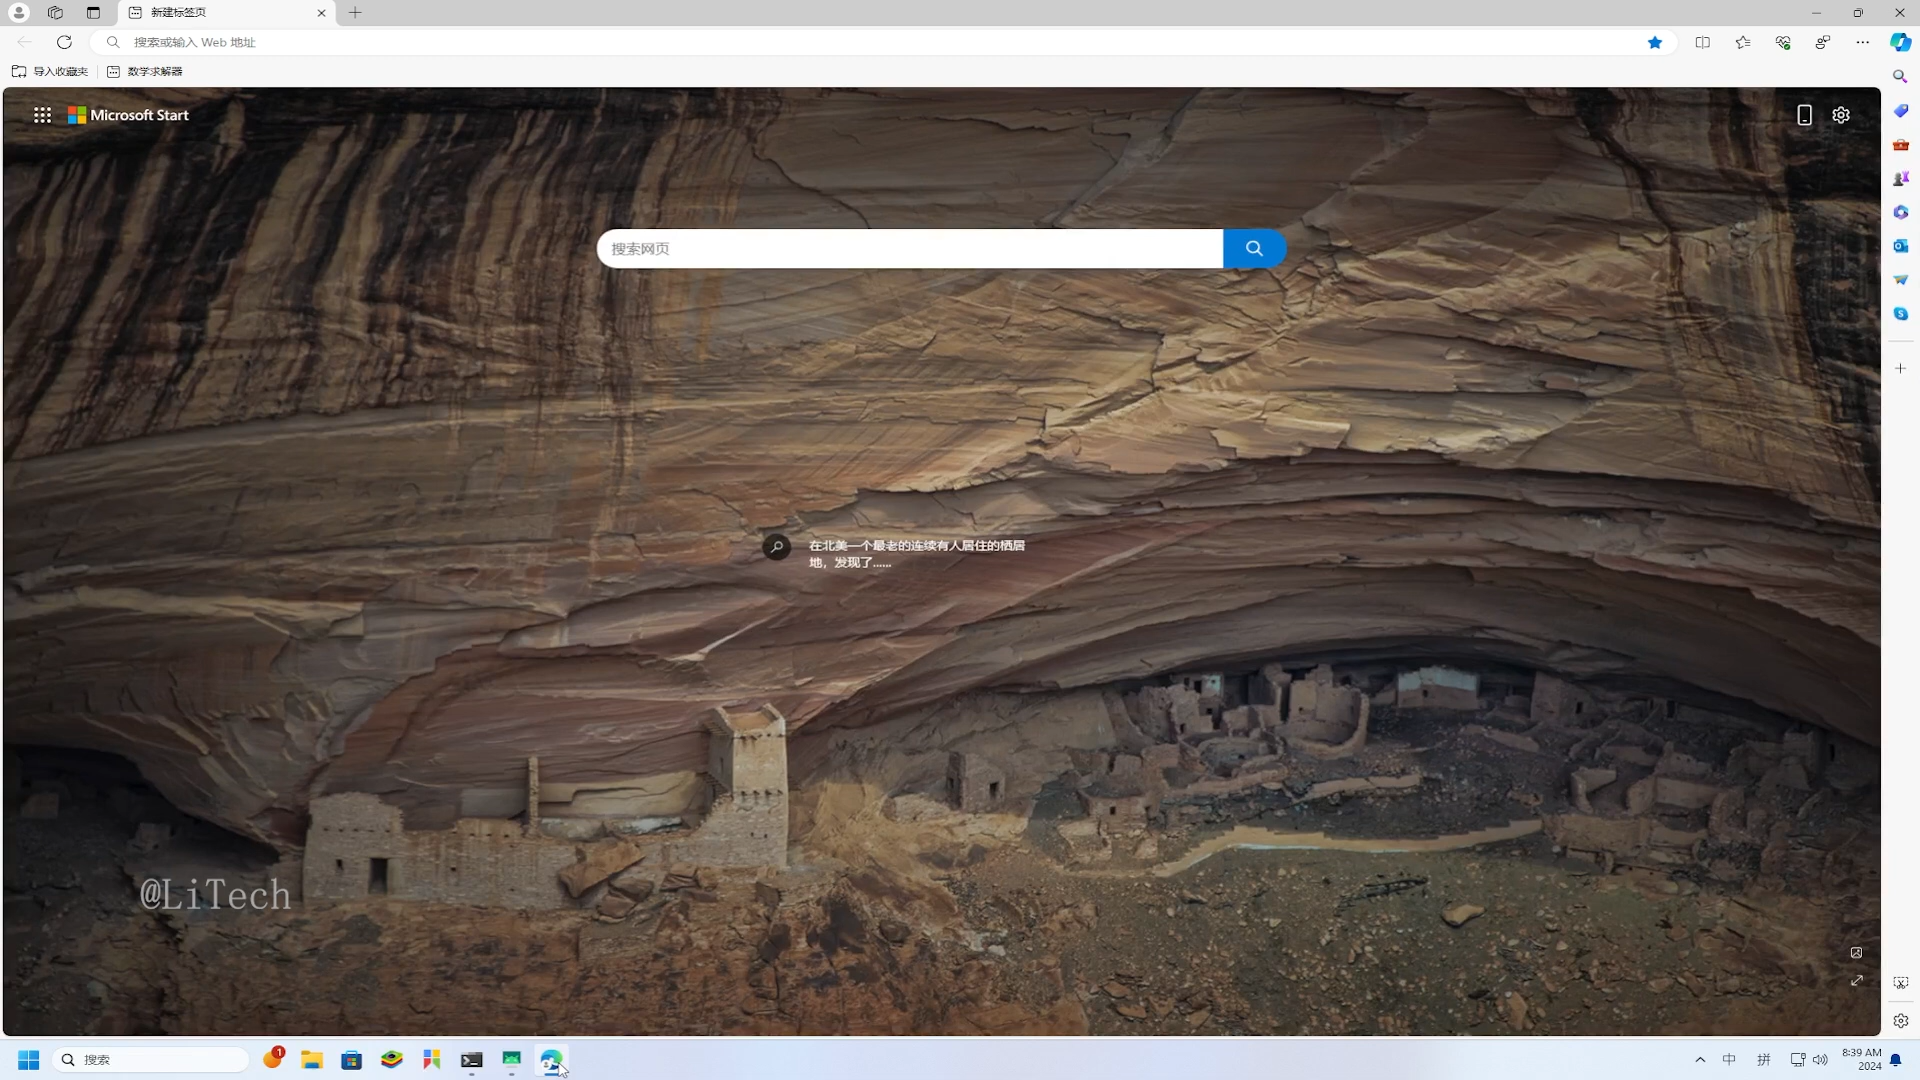 新建标签页
搜索或输入 Web 地址
导入收藏夹
数学求解器
Microsoft Start
搜索网页
在北美一个最老的连续有人居住的栖居
地，发现了......
@LiTech
搜索
1
中
拼
8:39 AM
2024